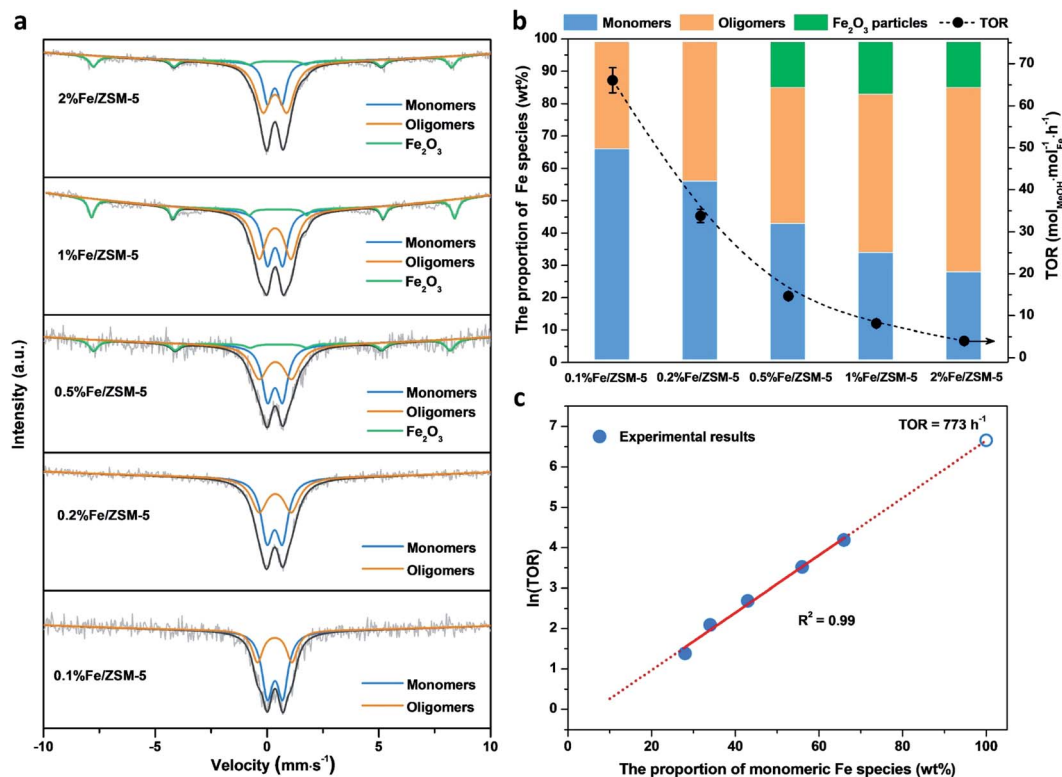 a
2%Fe/ZSM-5
Monomers
Oligomers
Fe₂O₃
1%Fe/ZSM-5
Monomers
Oligomers
Fe₂O₃
0.5%Fe/ZSM-5
Monomers
Oligomers
Fe₂O₃
0.2%Fe/ZSM-5
Monomers
Oligomers
0.1%Fe/ZSM-5
Monomers
Oligomers
Intensity (a.u.)
-10 -5 0 5 10
Velocity (mm·s⁻¹)
b
Monomers Oligomers Fe₂O₃ particles TOR
The proportion of Fe species (wt%)
100
90
80
70
60
50
40
30
20
10
0
70
60
50
40
30
20
10
0
TOR (mol_MeOH·mol⁻¹_Fe·h⁻¹)
0.1%Fe/ZSM-5 0.2%Fe/ZSM-5 0.5%Fe/ZSM-5 1%Fe/ZSM-5 2%Fe/ZSM-5
c
Experimental results
TOR = 773 h⁻¹
R² = 0.99
ln(TOR)
7
6
5
4
3
2
1
0
0 20 40 60 80 100
The proportion of monomeric Fe species (wt%)